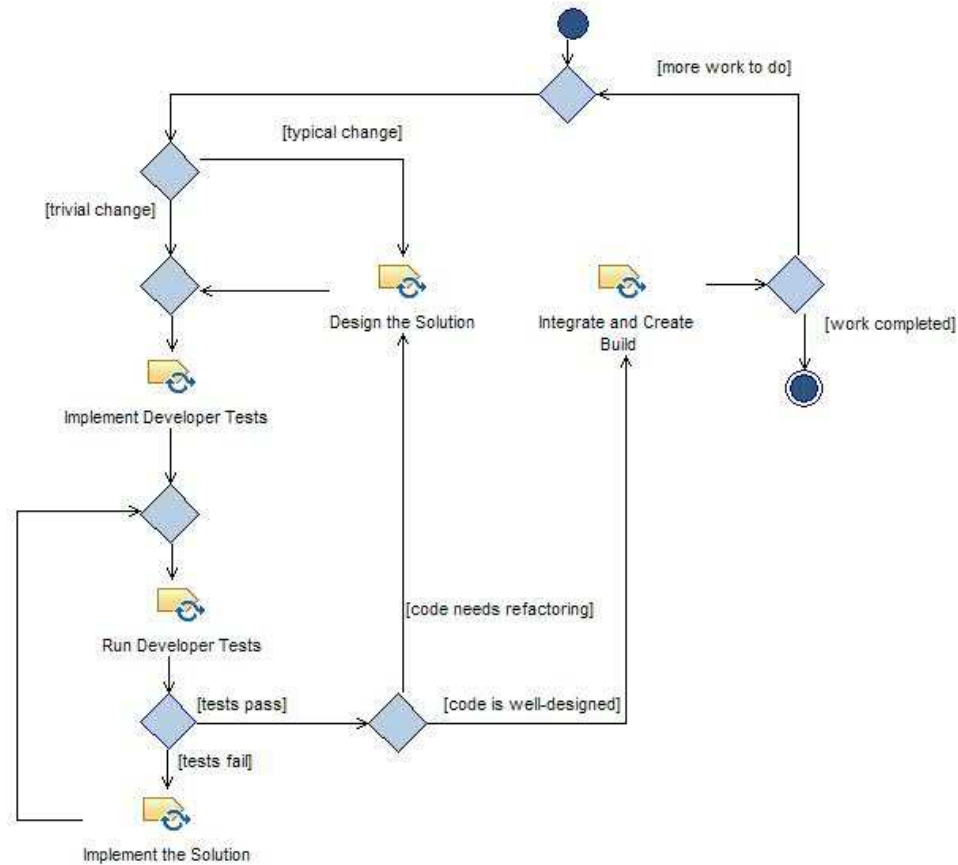 [more work to do]
[typical change]
[trivial change]
Design the Solution
Integrate and Create
Build
[work completed]
Implement Developer Tests
[code needs refactoring]
Run Developer Tests
[tests pass]
[code is well-designed]
[tests fail]
Implement the Solution